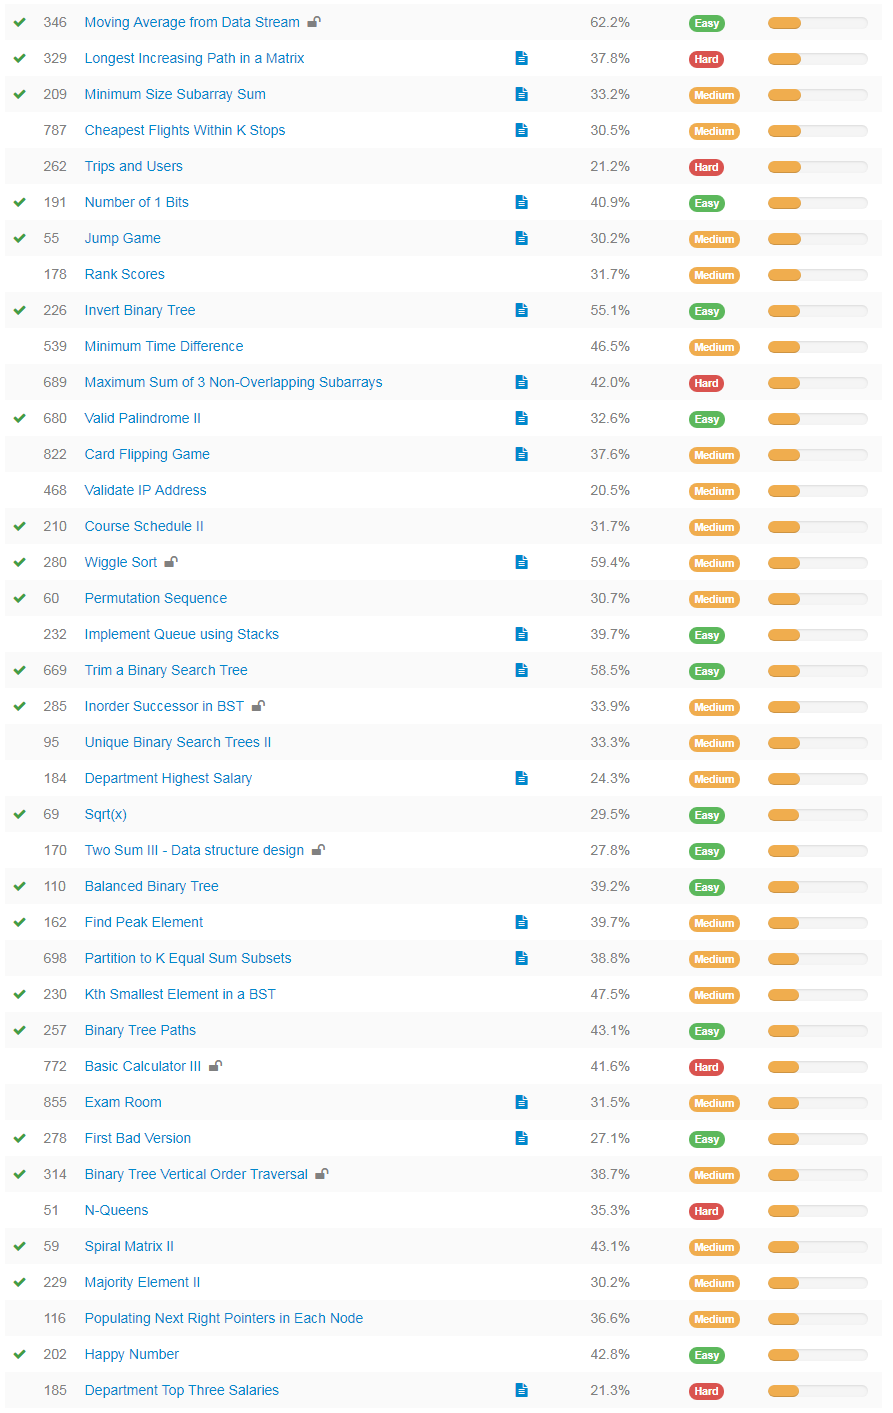 346 Moving Average from Data Stream 62.2% Easy
329 Longest Increasing Path in a Matrix 37.8% Hard
209 Minimum Size Subarray Sum 33.2% Medium
787 Cheapest Flights Within K Stops 30.5% Medium
262 Trips and Users 21.2% Hard
191 Number of 1 Bits 40.9% Easy
55 Jump Game 30.2% Medium
178 Rank Scores 31.7% Medium
226 Invert Binary Tree 55.1% Easy
539 Minimum Time Difference 46.5% Medium
689 Maximum Sum of 3 Non-Overlapping Subarrays 42.0% Hard
680 Valid Palindrome II 32.6% Easy
822 Card Flipping Game 37.6% Medium
468 Validate IP Address 20.5% Medium
210 Course Schedule II 31.7% Medium
280 Wiggle Sort 59.4% Medium
60 Permutation Sequence 30.7% Medium
232 Implement Queue using Stacks 39.7% Easy
669 Trim a Binary Search Tree 58.5% Easy
285 Inorder Successor in BST 33.9% Medium
95 Unique Binary Search Trees II 33.3% Medium
184 Department Highest Salary 24.3% Medium
69 Sqrt(x) 29.5% Easy
170 Two Sum III - Data structure design 27.8% Easy
110 Balanced Binary Tree 39.2% Easy
162 Find Peak Element 39.7% Medium
698 Partition to K Equal Sum Subsets 38.8% Medium
230 Kth Smallest Element in a BST 47.5% Medium
257 Binary Tree Paths 43.1% Easy
772 Basic Calculator III 41.6% Hard
855 Exam Room 31.5% Medium
278 First Bad Version 27.1% Easy
314 Binary Tree Vertical Order Traversal 38.7% Medium
51 N-Queens 35.3% Hard
59 Spiral Matrix II 43.1% Medium
229 Majority Element II 30.2% Medium
116 Populating Next Right Pointers in Each Node 36.6% Medium
202 Happy Number 42.8% Easy
185 Department Top Three Salaries 21.3% Hard